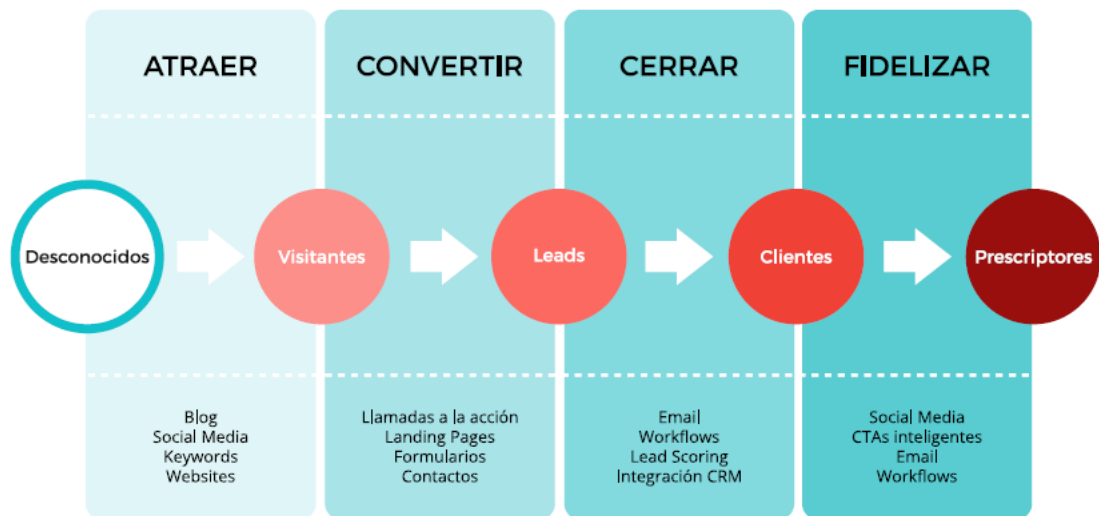 ATRAER
CONVERTIR
CERRAR
FIDELIZAR
Desconocidos
Visitantes
Leads
Clientes
Prescriptores
Blog
Social Media
Keywords
Websites
Llamadas a la acción
Landing Pages
Formularios
Contactos
Email
Workflows
Lead Scoring
Integración CRM
Social Media
CTAs inteligentes
Email
Workflows